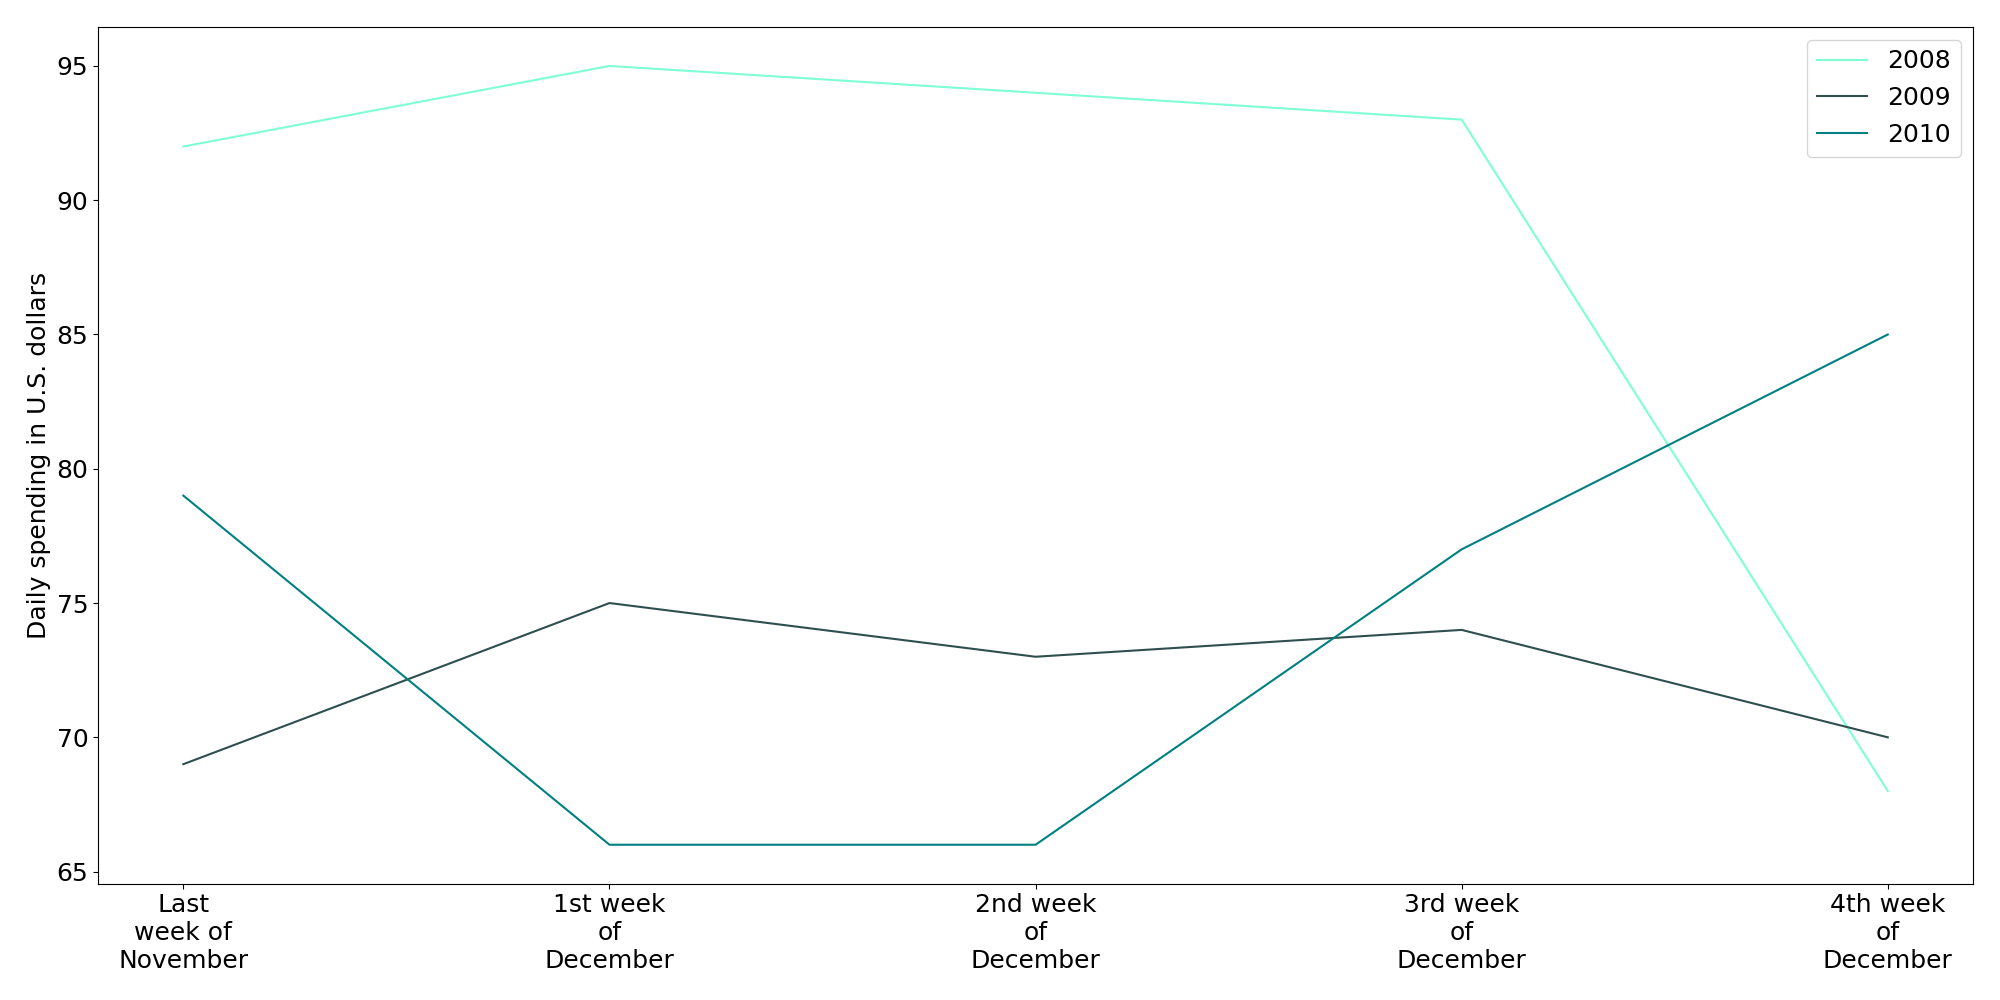 Daily spending in U.S. dollars
95
90
85
80
75
70
65
2008
2009
2010
Last
week of
November
1st week
of
December
2nd week
of
December
3rd week
of
December
4th week
of
December